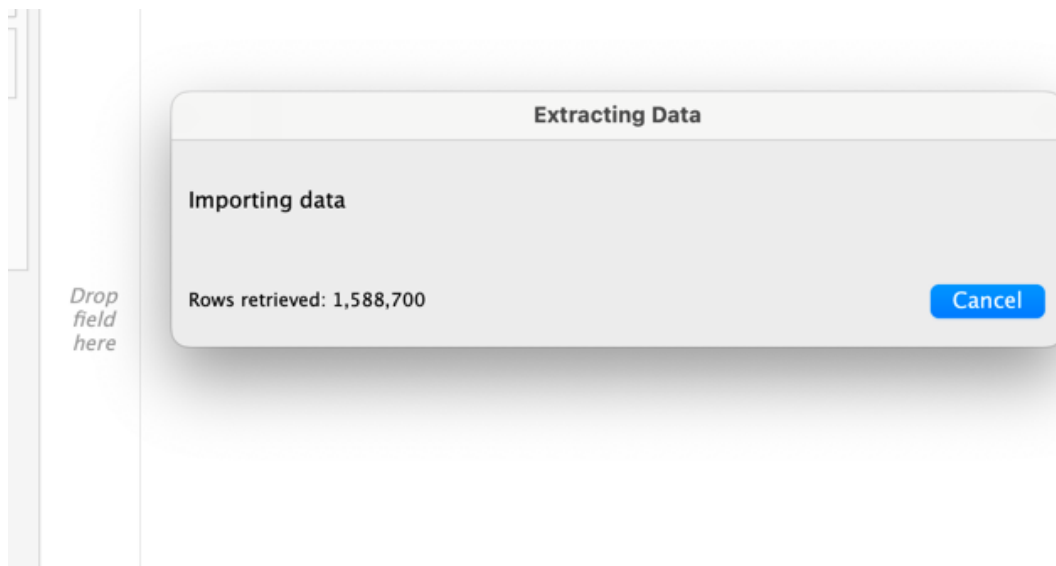 Extracting Data
Importing data
Rows retrieved: 1,588,700
Cancel
Drop
field
here